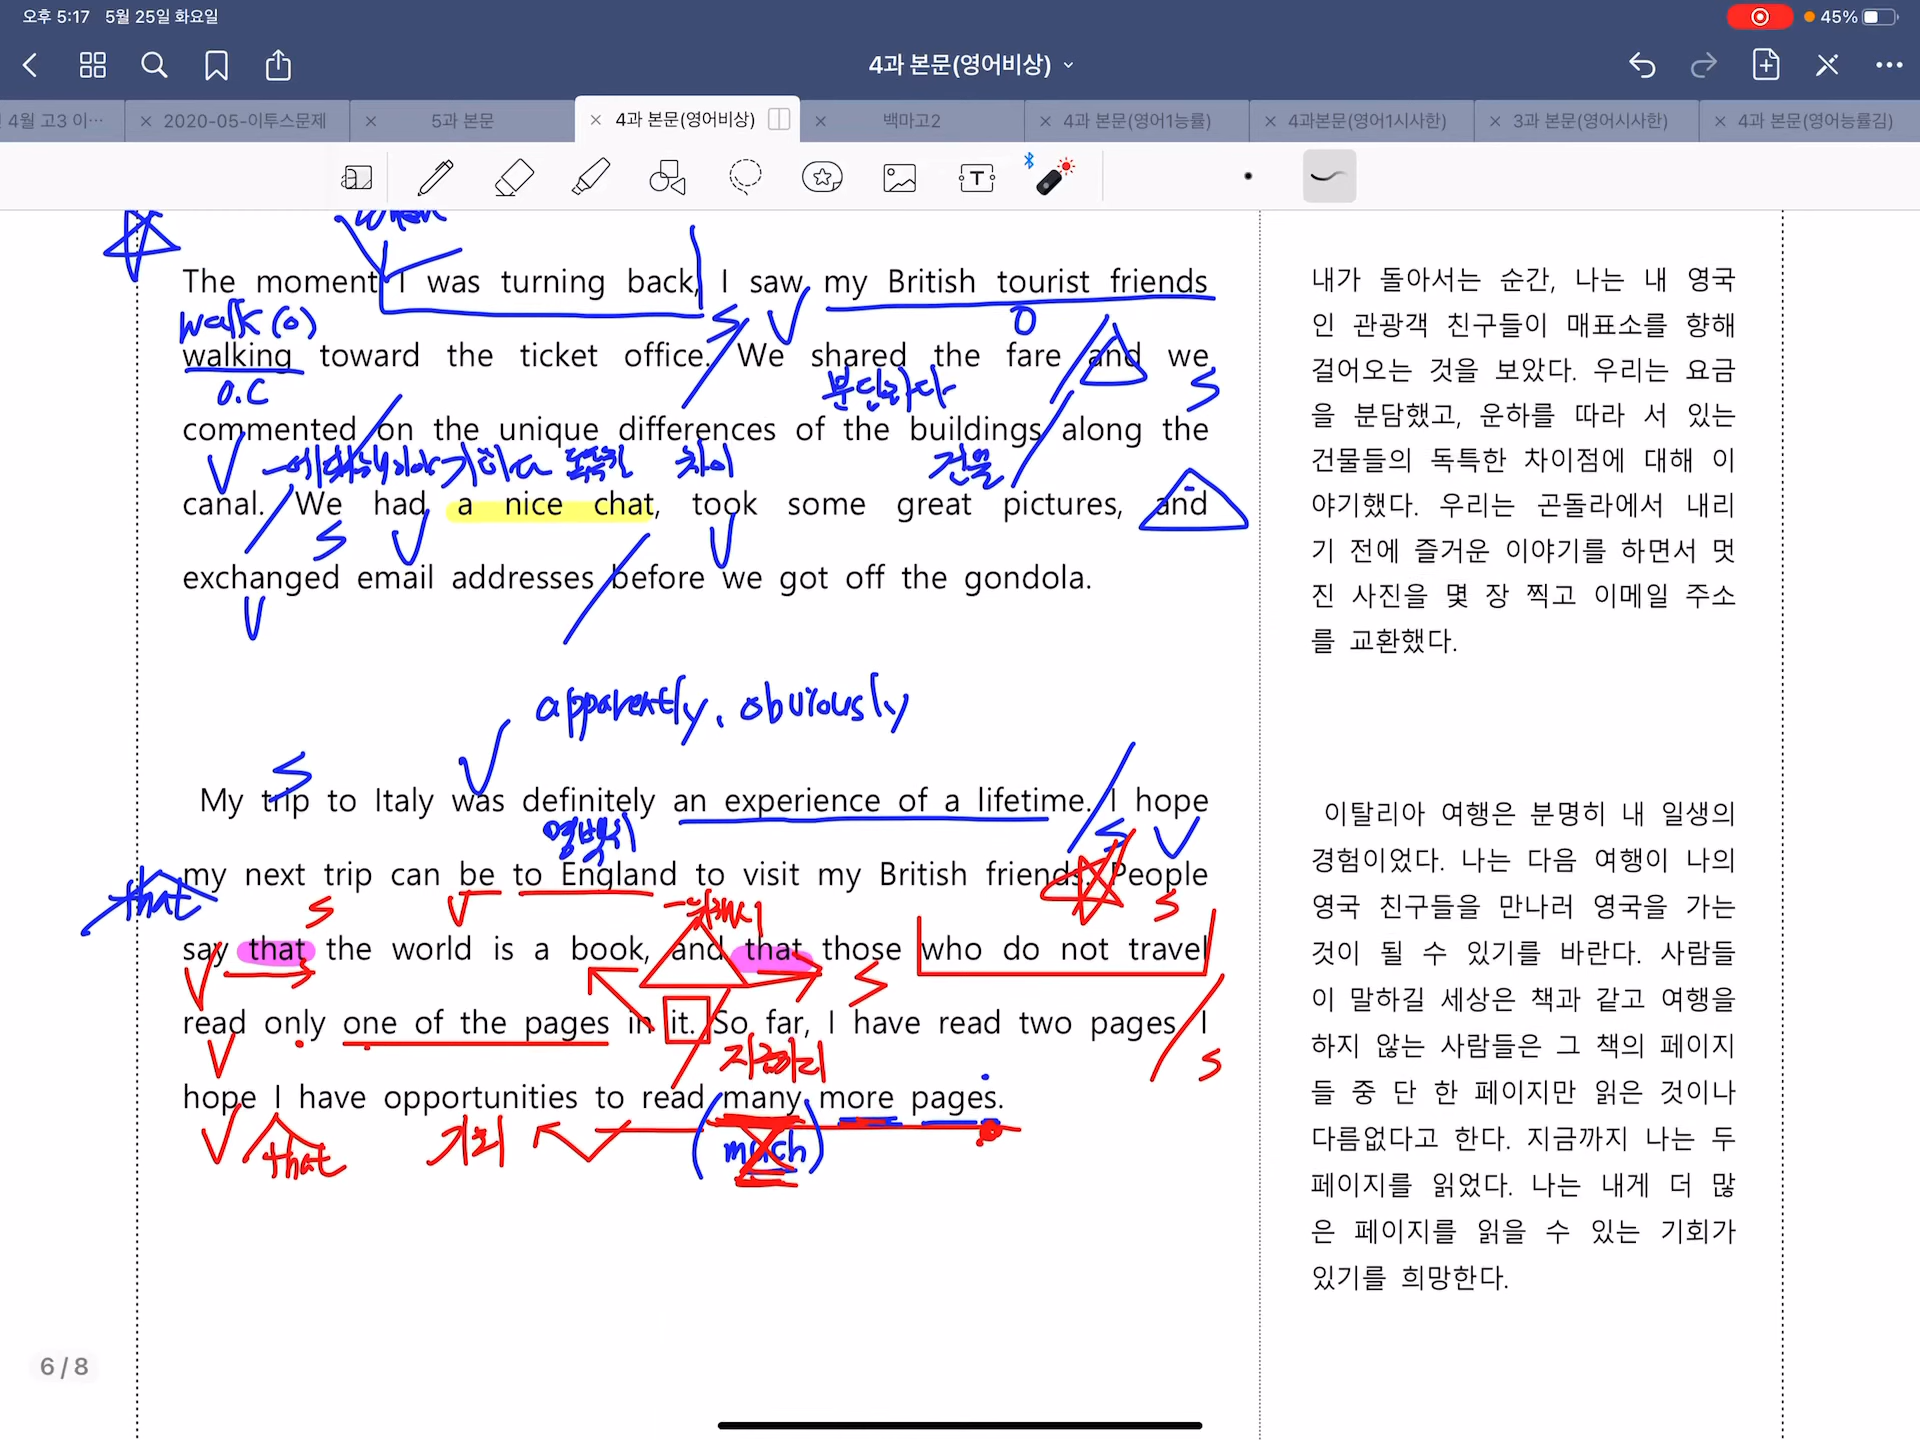 오후 5:17 5월 25일 화요일
45%
4과 본문(영어비상)
4월 고3 이…
2020-05-이투스문제
5과 본문
4과 본문(영어비상)
백마고2
4과 본문(영어1능률)
4과본문(영어1시사한)
3과 본문(영어시사한)
4과 본문(영어능률김)
The moment I was turning back, I saw my British tourist friends
walk (o)
S V O
walking toward the ticket office. We shared the fare and we
O.C 분담하다 S
commented on the unique differences of the buildings along the
V 독특한 차이 건물
canal. We had a nice chat, took some great pictures, and
S V V
exchanged email addresses before we got off the gondola.
V
apparently, obviously
S V
My trip to Italy was definitely an experience of a lifetime. I hope
명백히 S V
my next trip can be to England to visit my British friends. People
that S V S
say that the world is a book, and that those who do not travel
V S S
read only one of the pages in it. So far, I have read two pages I
V 지금까지 S
hope I have opportunities to read many more pages.
V that 기회 (much)
내가 돌아서는 순간, 나는 내 영국
인 관광객 친구들이 매표소를 향해
걸어오는 것을 보았다. 우리는 요금
을 분담했고, 운하를 따라 서 있는
건물들의 독특한 차이점에 대해 이
야기했다. 우리는 곤돌라에서 내리
기 전에 즐거운 이야기를 하면서 멋
진 사진을 몇 장 찍고 이메일 주소
를 교환했다.
이탈리아 여행은 분명히 내 일생의
경험이었다. 나는 다음 여행이 나의
영국 친구들을 만나러 영국을 가는
것이 될 수 있기를 바란다. 사람들
이 말하길 세상은 책과 같고 여행을
하지 않는 사람들은 그 책의 페이지
들 중 단 한 페이지만 읽은 것이나
다름없다고 한다. 지금까지 나는 두
페이지를 읽었다. 나는 내게 더 많
은 페이지를 읽을 수 있는 기회가
있기를 희망한다.
6 / 8